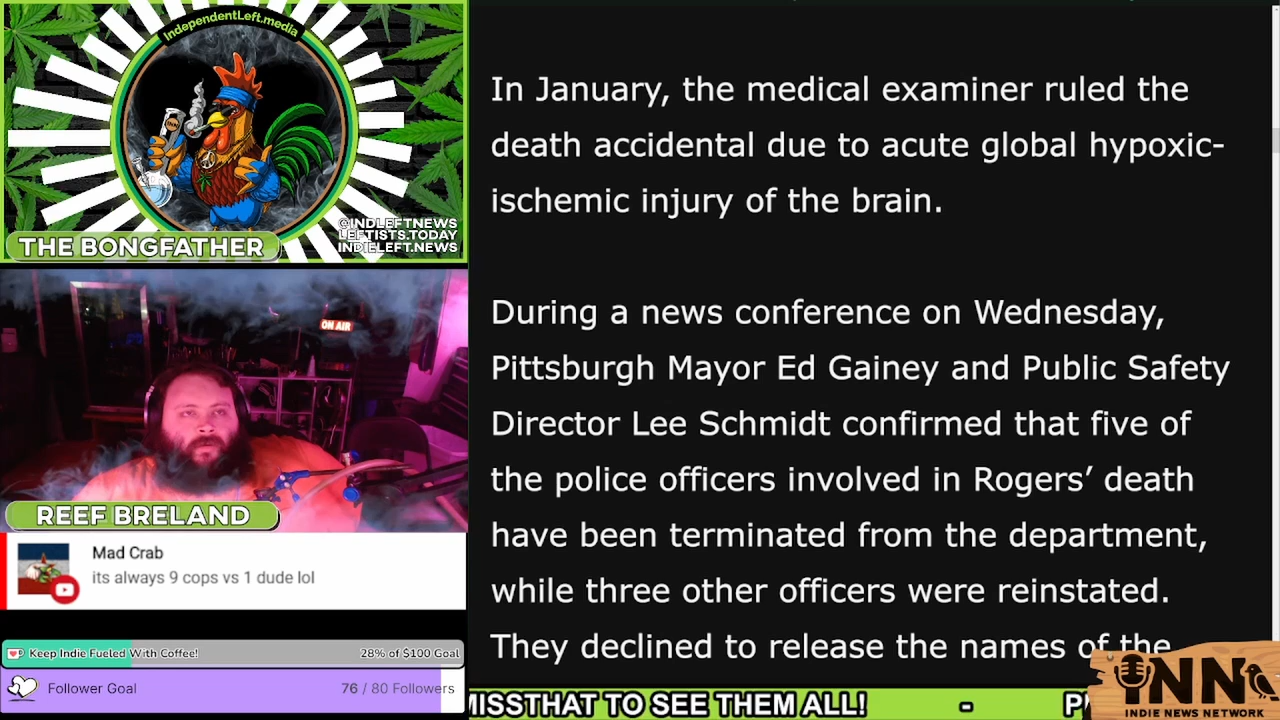 IndependentLeft.media
@INDLEFTNEWS
LEFTISTS.TODAY
INDIELEFT.NEWS
THE BONGFATHER
ON AIR
REEF BRELAND
Mad Crab
its always 9 cops vs 1 dude lol
Keep Indie Fueled With Coffee! 28% of $100 Goal
Follower Goal 76 / 80 Followers
In January, the medical examiner ruled the
death accidental due to acute global hypoxic-
ischemic injury of the brain.
During a news conference on Wednesday,
Pittsburgh Mayor Ed Gainey and Public Safety
Director Lee Schmidt confirmed that five of
the police officers involved in Rogers’ death
have been terminated from the department,
while three other officers were reinstated.
They declined to release the names of the
MISSTHAT TO SEE THEM ALL! -
INN
INDIE NEWS NETWORK